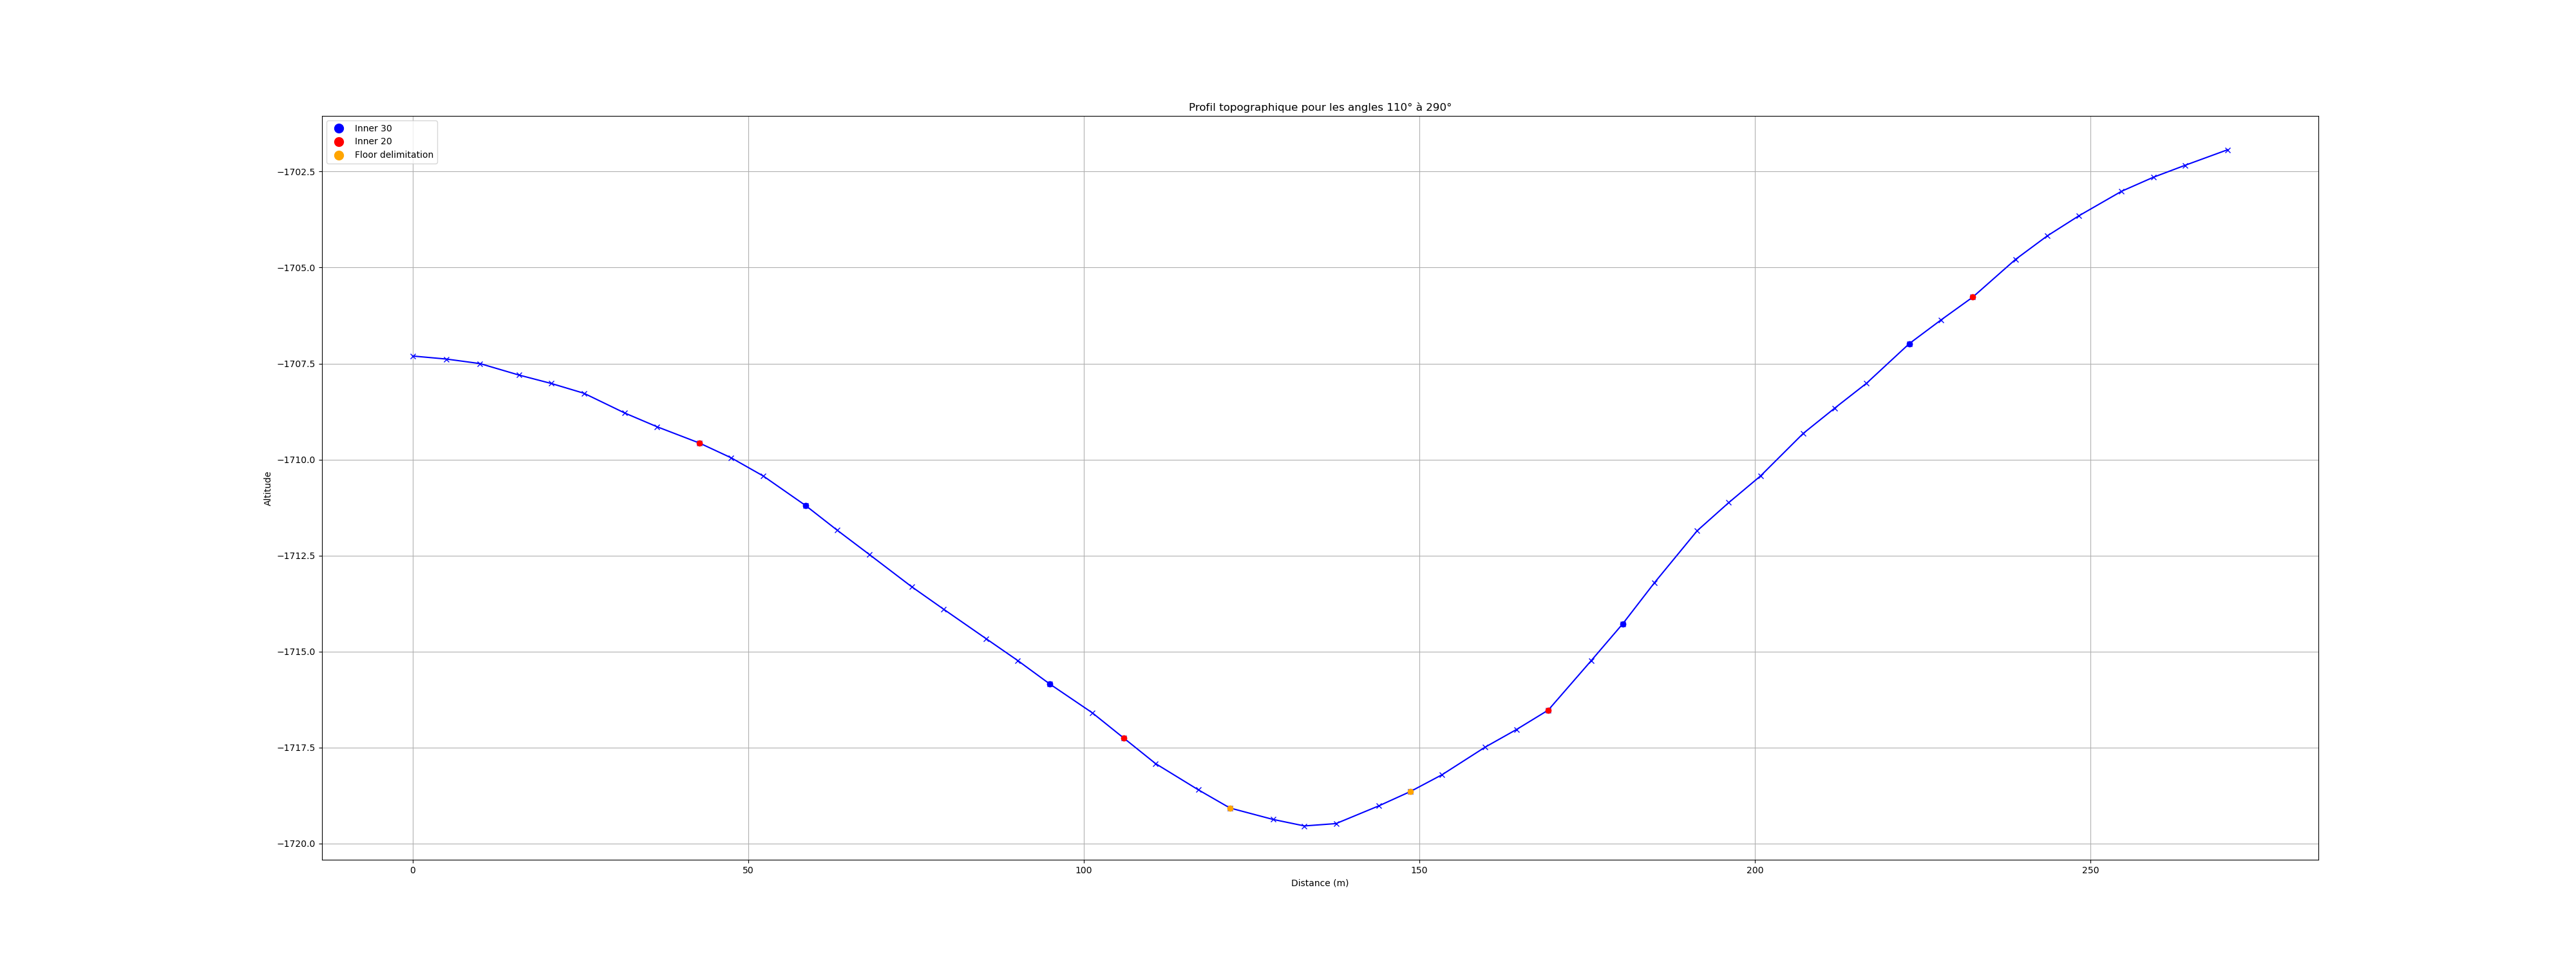 Profil topographique pour les angles 110° à 290°
Inner 30
Inner 20
Floor delimitation
−1702.5
−1705.0
−1707.5
−1710.0
−1712.5
−1715.0
−1717.5
−1720.0
Altitude
0 50 100 150 200 250
Distance (m)